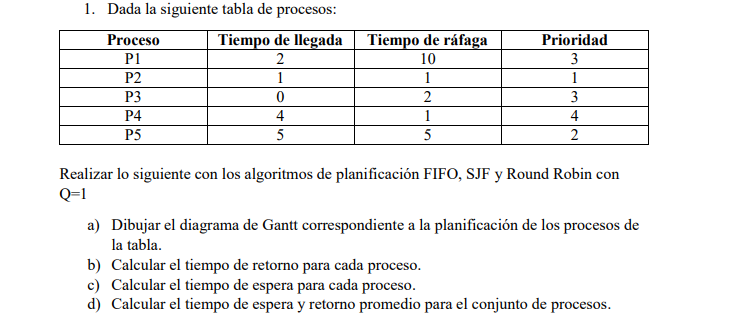 1. Dada la siguiente tabla de procesos:
Proceso Tiempo de llegada Tiempo de ráfaga Prioridad
P1 2 10 3
P2 1 1 1
P3 0 2 3
P4 4 1 4
P5 5 5 2
Realizar lo siguiente con los algoritmos de planificación FIFO, SJF y Round Robin con
Q=1
a) Dibujar el diagrama de Gantt correspondiente a la planificación de los procesos de
la tabla.
b) Calcular el tiempo de retorno para cada proceso.
c) Calcular el tiempo de espera para cada proceso.
d) Calcular el tiempo de espera y retorno promedio para el conjunto de procesos.